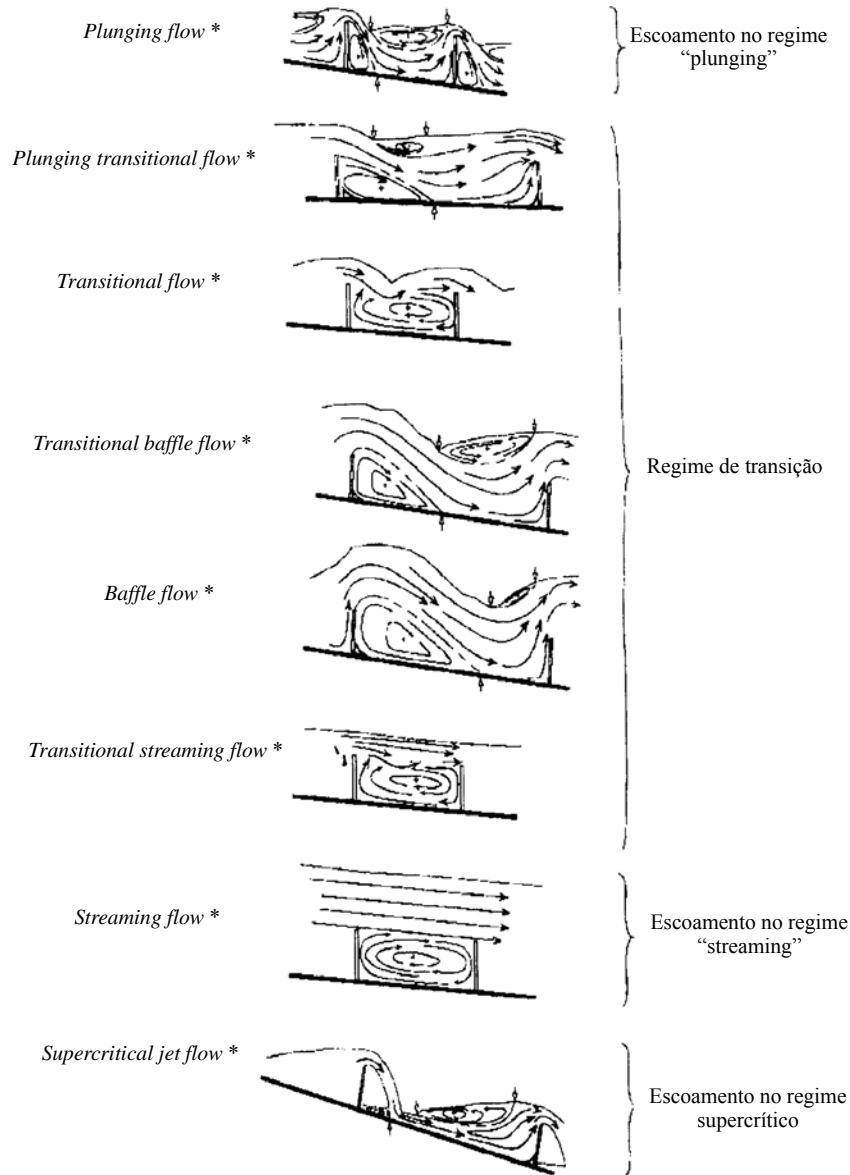 Plunging flow *
Escoamento no regime
“plunging”
Plunging transitional flow *
Transitional flow *
Transitional baffle flow *
Regime de transição
Baffle flow *
Transitional streaming flow *
Streaming flow *
Escoamento no regime
“streaming”
Supercritical jet flow *
Escoamento no regime
supercrítico